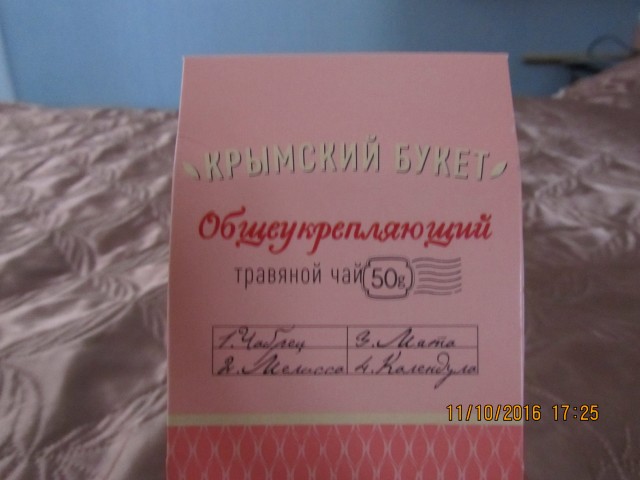 КРЫМСКИЙ БУКЕТ
Общеукрепляющий
травяной чай 50g
1. Чабрец 3. Мята
2. Мелисса 4. Календула
11/10/2016 17:25